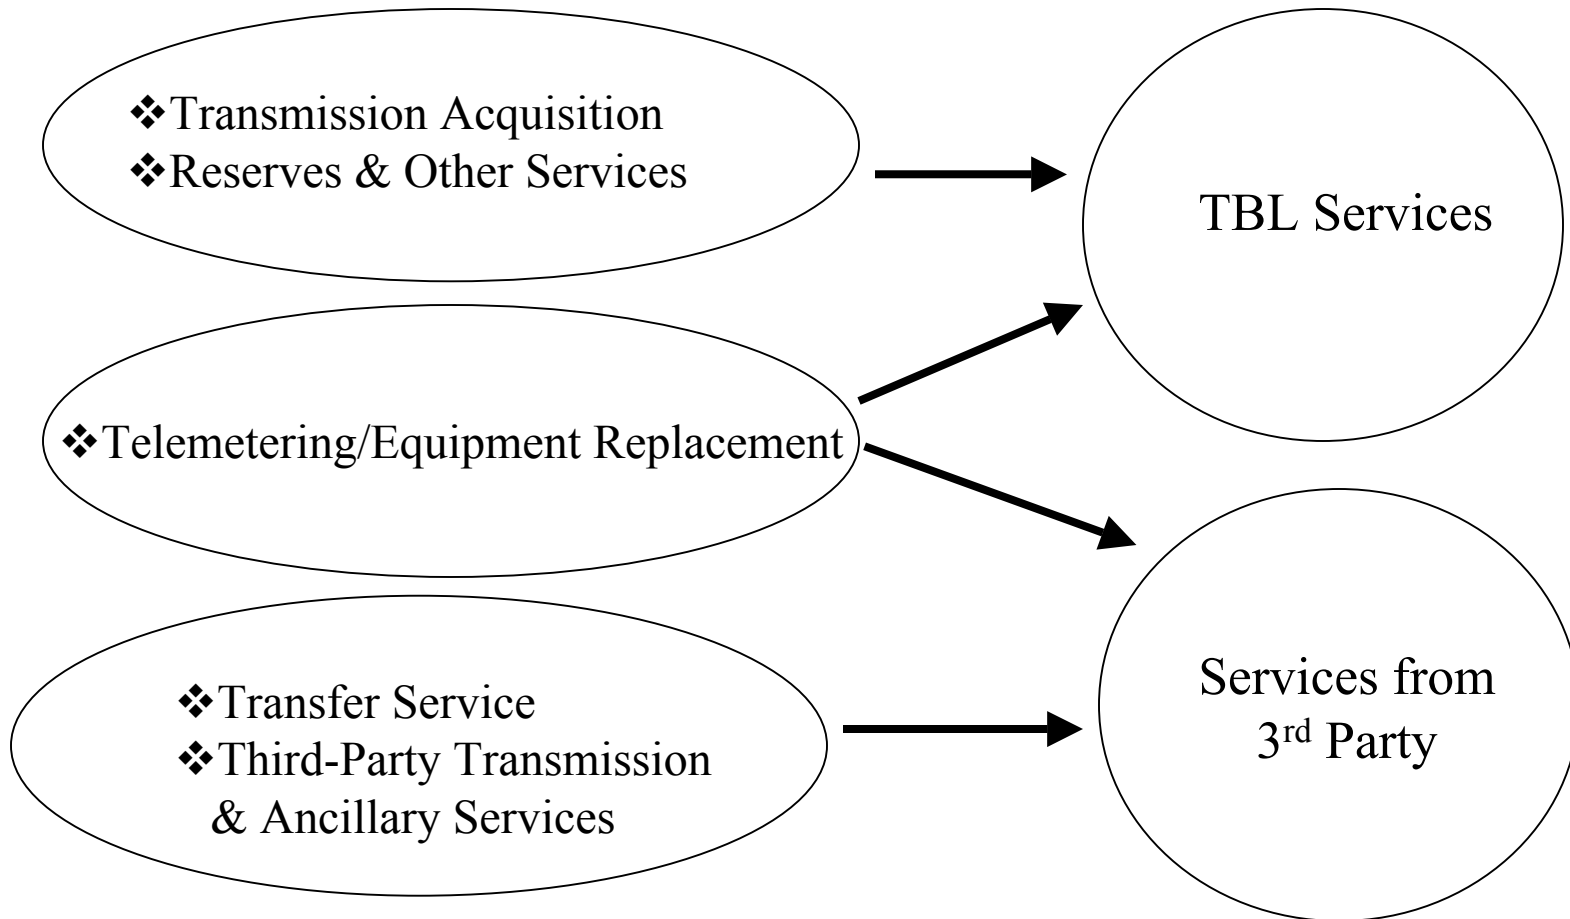 ❖Transmission Acquisition
❖Reserves & Other Services
TBL Services
❖Telemetering/Equipment Replacement
❖Transfer Service
❖Third-Party Transmission
& Ancillary Services
Services from
3rd Party